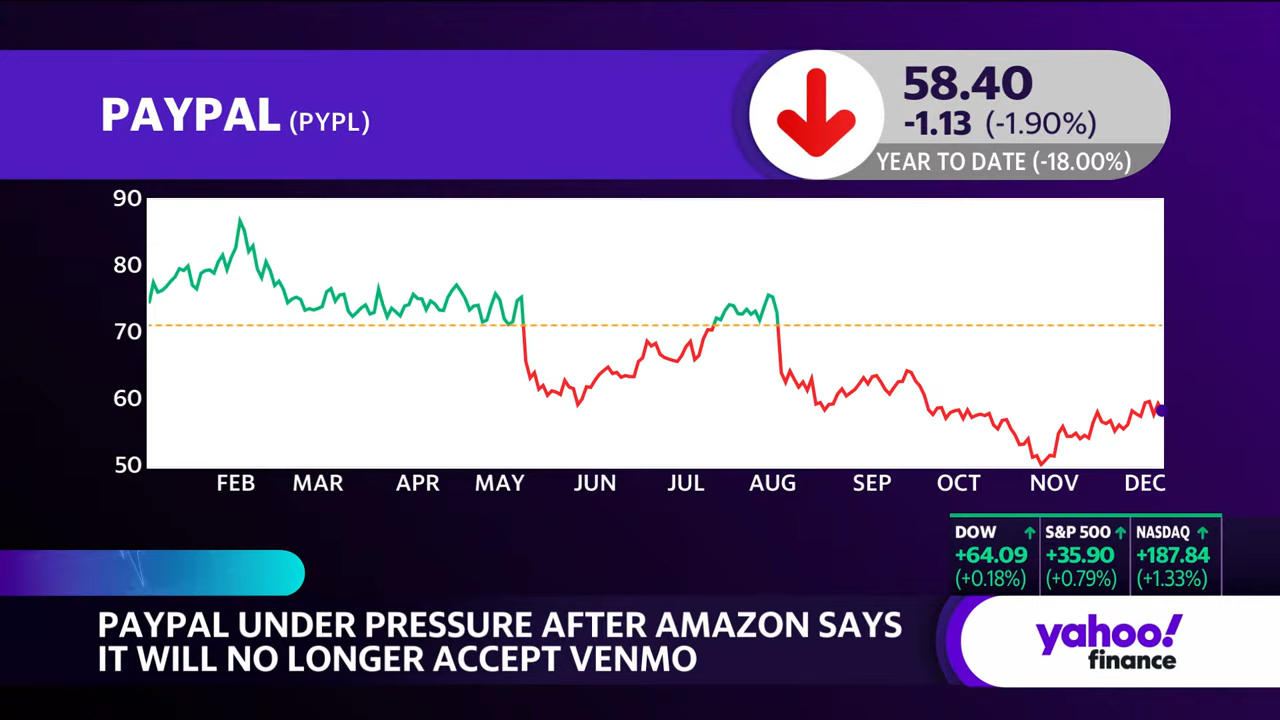 PAYPAL (PYPL)
58.40
-1.13 (-1.90%)
YEAR TO DATE (-18.00%)
90
80
70
60
50
FEB MAR APR MAY JUN JUL AUG SEP OCT NOV DEC
DOW
+64.09
(+0.18%)
S&P 500
+35.90
(+0.79%)
NASDAQ
+187.84
(+1.33%)
PAYPAL UNDER PRESSURE AFTER AMAZON SAYS
IT WILL NO LONGER ACCEPT VENMO
yahoo!
finance